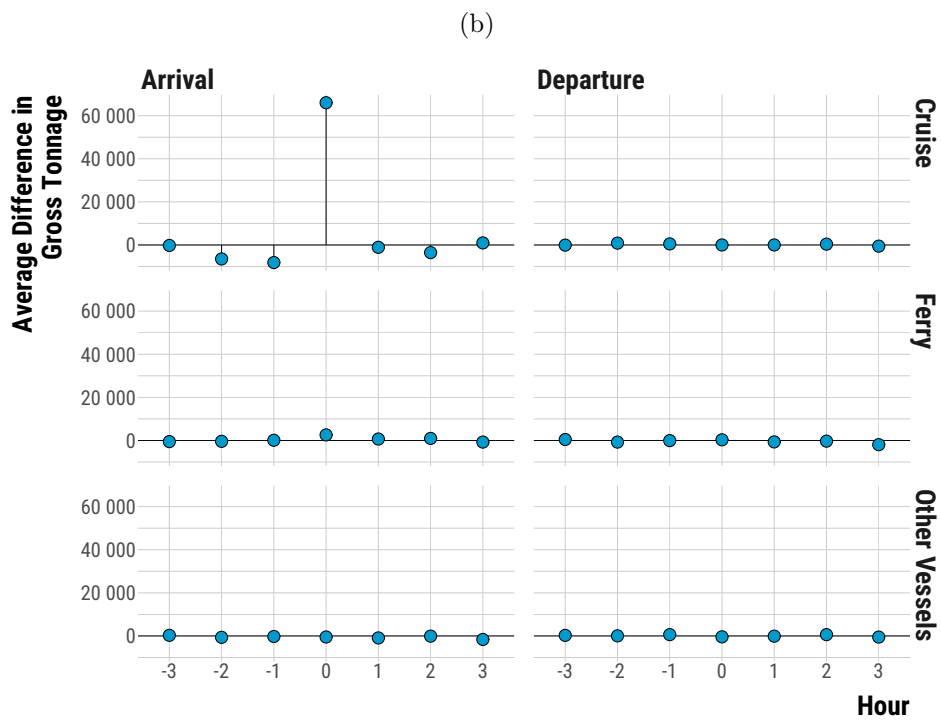 (b)
Arrival
Departure
Average Difference in
Gross Tonnage
60 000
40 000
20 000
0
Cruise
60 000
40 000
20 000
0
Ferry
60 000
40 000
20 000
0
Other Vessels
-3 -2 -1 0 1 2 3
-3 -2 -1 0 1 2 3
Hour